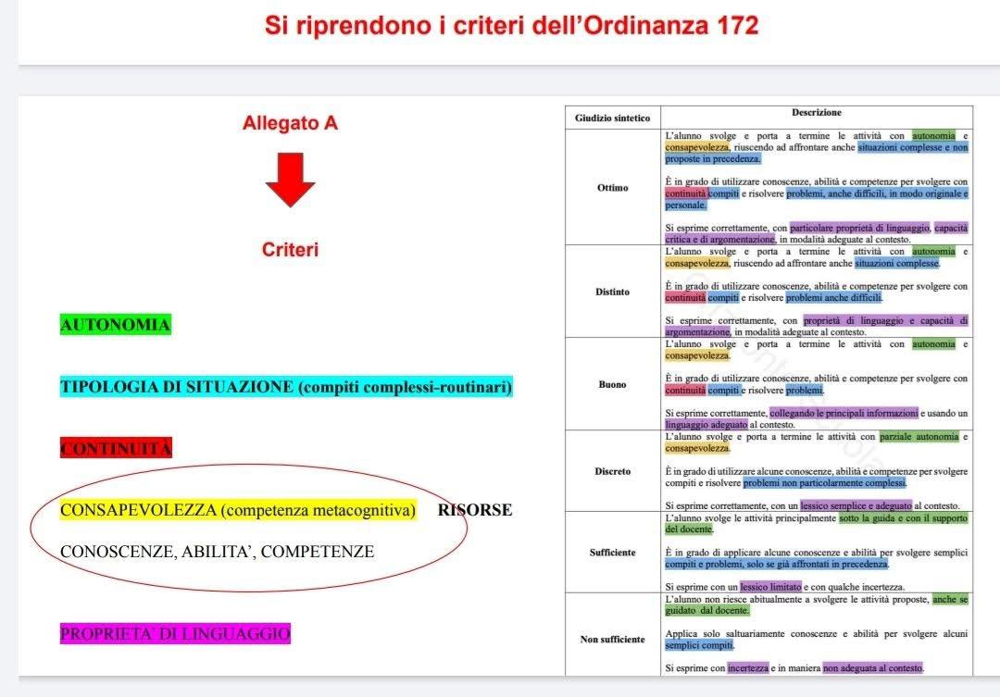 Si riprendono i criteri dell'Ordinanza 172
Allegato A
Criteri
AUTONOMIA
TIPOLOGIA DI SITUAZIONE (compiti complessi-routinari)
CONTINUITÀ
CONSAPEVOLEZZA (competenza metacognitiva) RISORSE
CONOSCENZE, ABILITA', COMPETENZE
PROPRIETA' DI LINGUAGGIO
Giudizio sintetico
Descrizione
Ottimo
L'alunno svolge e porta a termine le attività con autonomia e
consapevolezza, riuscendo ad affrontare anche situazioni complesse e non
proposte in precedenza.
È in grado di utilizzare conoscenze, abilità e competenze per svolgere con
continuità compiti e risolvere problemi, anche difficili, in modo originale e
personale.
Si esprime correttamente, con particolare proprietà di linguaggio, capacità
critica e di argomentazione, in modalità adeguate al contesto.
Distinto
L'alunno svolge e porta a termine le attività con autonomia e
consapevolezza, riuscendo ad affrontare anche situazioni complesse.
È in grado di utilizzare conoscenze, abilità e competenze per svolgere con
continuità compiti e risolvere problemi anche difficili.
Si esprime correttamente, con proprietà di linguaggio e capacità di
argomentazione, in modalità adeguate al contesto.
Buono
L'alunno svolge e porta a termine le attività con autonomia e
consapevolezza.
È in grado di utilizzare conoscenze, abilità e competenze per svolgere con
continuità compiti e risolvere problemi.
Si esprime correttamente, collegando le principali informazioni e usando un
linguaggio adeguato al contesto.
Discreto
L'alunno svolge e porta a termine le attività con parziale autonomia e
consapevolezza.
È in grado di utilizzare alcune conoscenze, abilità e competenze per svolgere
compiti e risolvere problemi non particolarmente complessi.
Si esprime correttamente, con un lessico semplice e adeguato al contesto.
Sufficiente
L'alunno svolge le attività principalmente sotto la guida e con il supporto
del docente.
È in grado di applicare alcune conoscenze e abilità per svolgere semplici
compiti e problemi, solo se già affrontati in precedenza.
Si esprime con un lessico limitato e con qualche incertezza.
Non sufficiente
L'alunno non riesce abitualmente a svolgere le attività proposte, anche se
guidato dal docente.
Applica solo saltuariamente conoscenze e abilità per svolgere alcuni
semplici compiti.
Si esprime con incertezza e in maniera non adeguata al contesto.